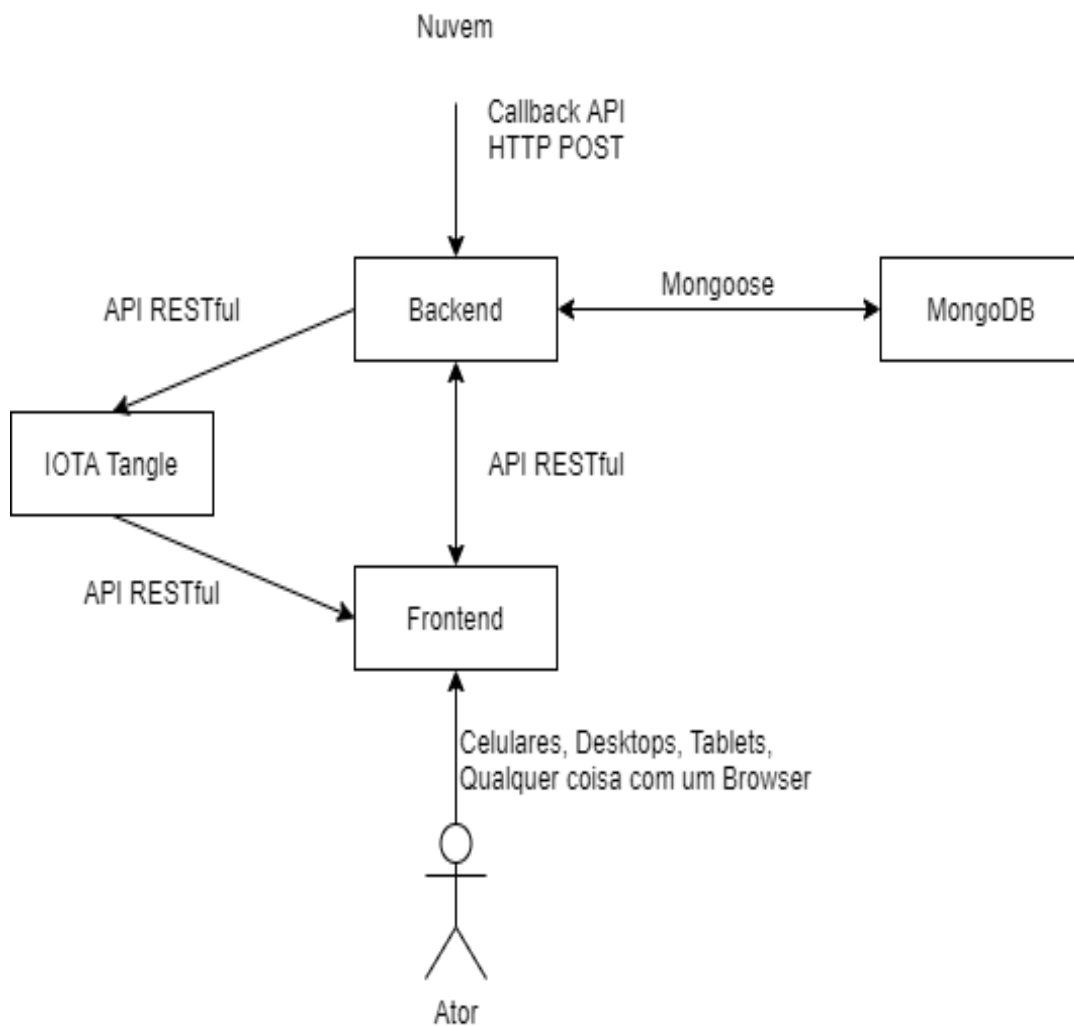 Nuvem
Callback API
HTTP POST
API RESTful
Backend
Mongoose
MongoDB
IOTA Tangle
API RESTful
API RESTful
Frontend
Celulares, Desktops, Tablets,
Qualquer coisa com um Browser
Ator